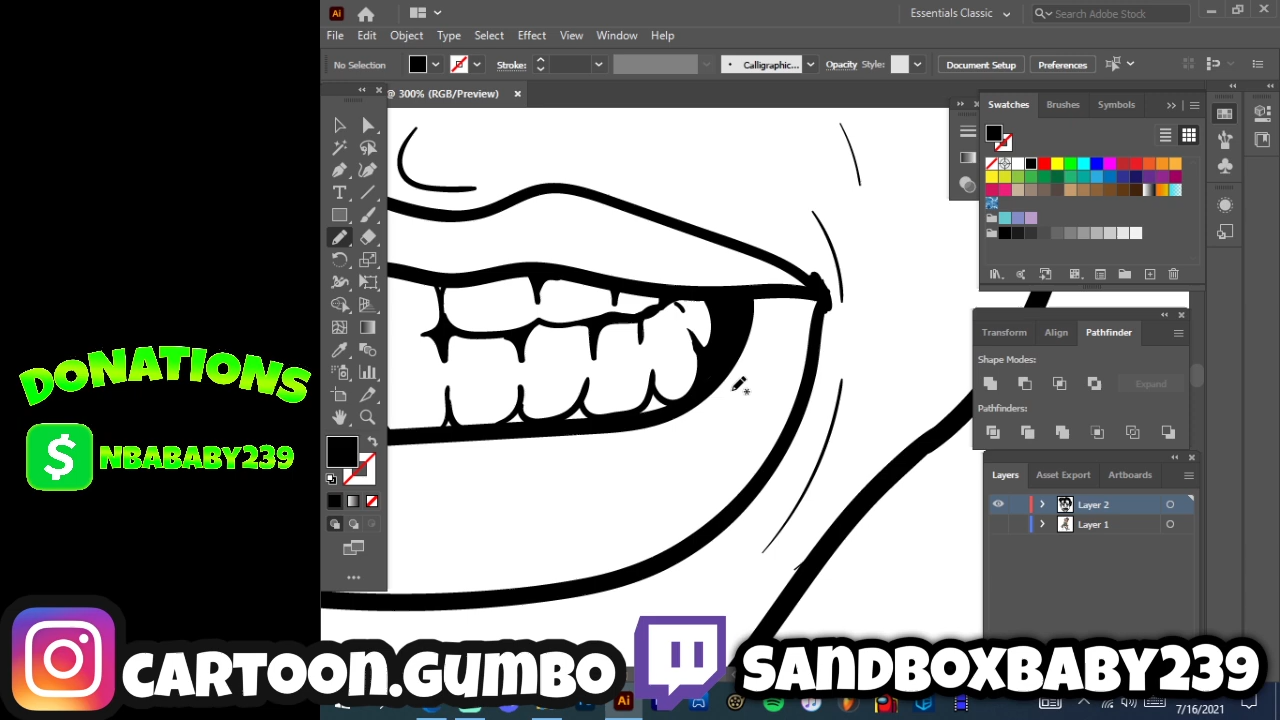 Ai
Essentials Classic
Search Adobe Stock
File Edit Object Type Select Effect View Window Help
No Selection
Stroke:
Calligraphic...
Opacity
Style:
Document Setup
Preferences
@ 300% (RGB/Preview)
Swatches Brushes Symbols
Transform Align Pathfinder
Shape Modes:
Expand
Pathfinders:
Layers Asset Export Artboards
Layer 2
Layer 1
DONATIONS
$ NBABABY239
CARTOON.GUMBO
SANDBOXBABY239
Ai
7/16/2021